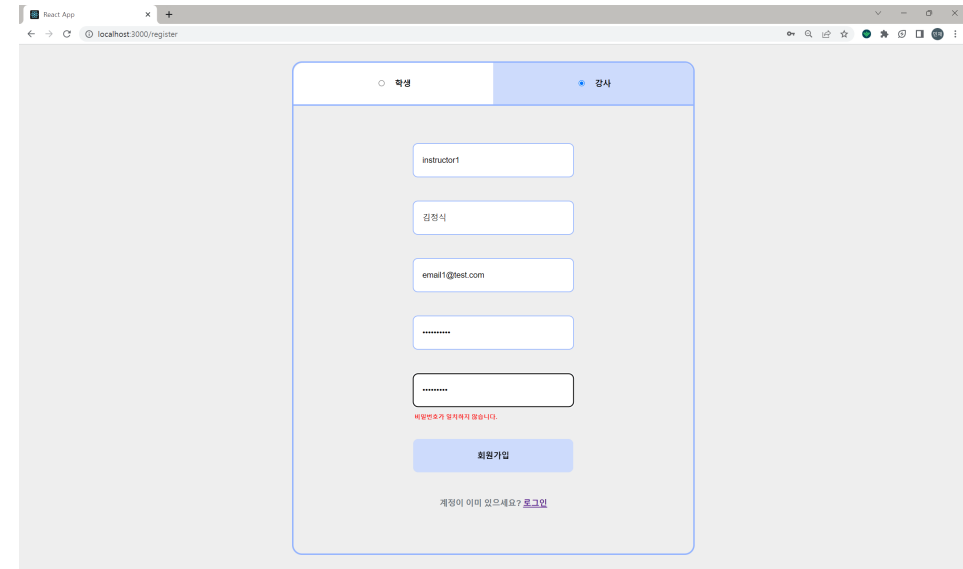 React App
localhost:3000/register
학생
강사
instructor1
김정식
email1@test.com
••••••••••
•••••••••
비밀번호가 일치하지 않습니다.
회원가입
계정이 이미 있으세요? 로그인